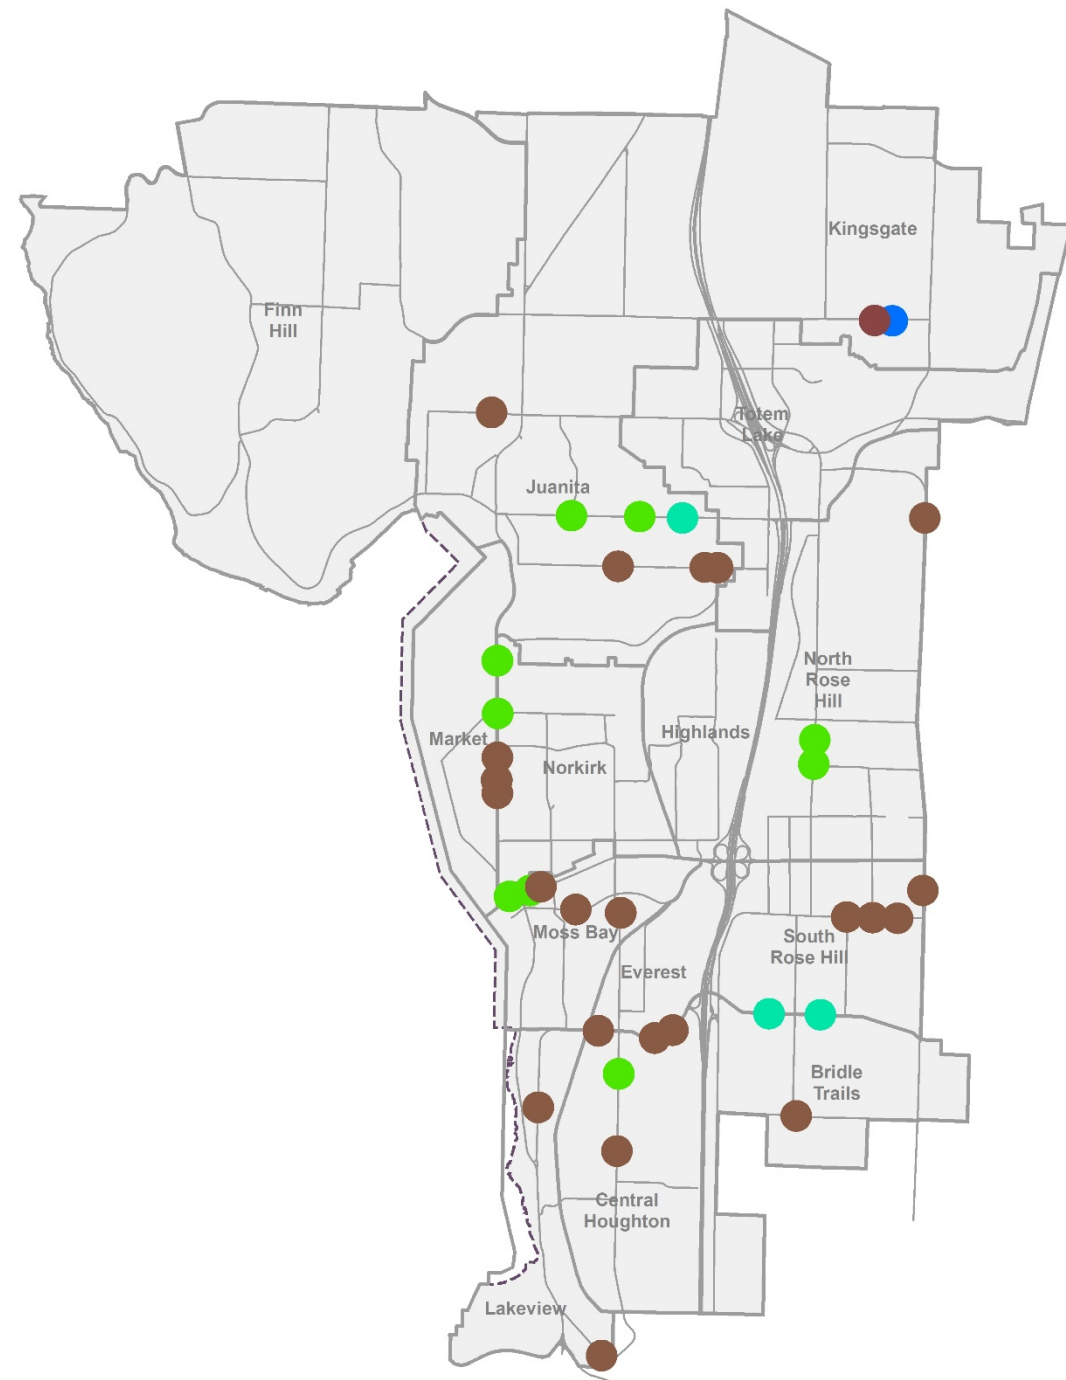 Kingsgate
Finn
Hill
Totem
Lake
Juanita
North
Rose
Hill
Market
Highlands
Norkirk
Moss Bay
South
Rose Hill
Everest
Bridle
Trails
Central
Houghton
Lakeview